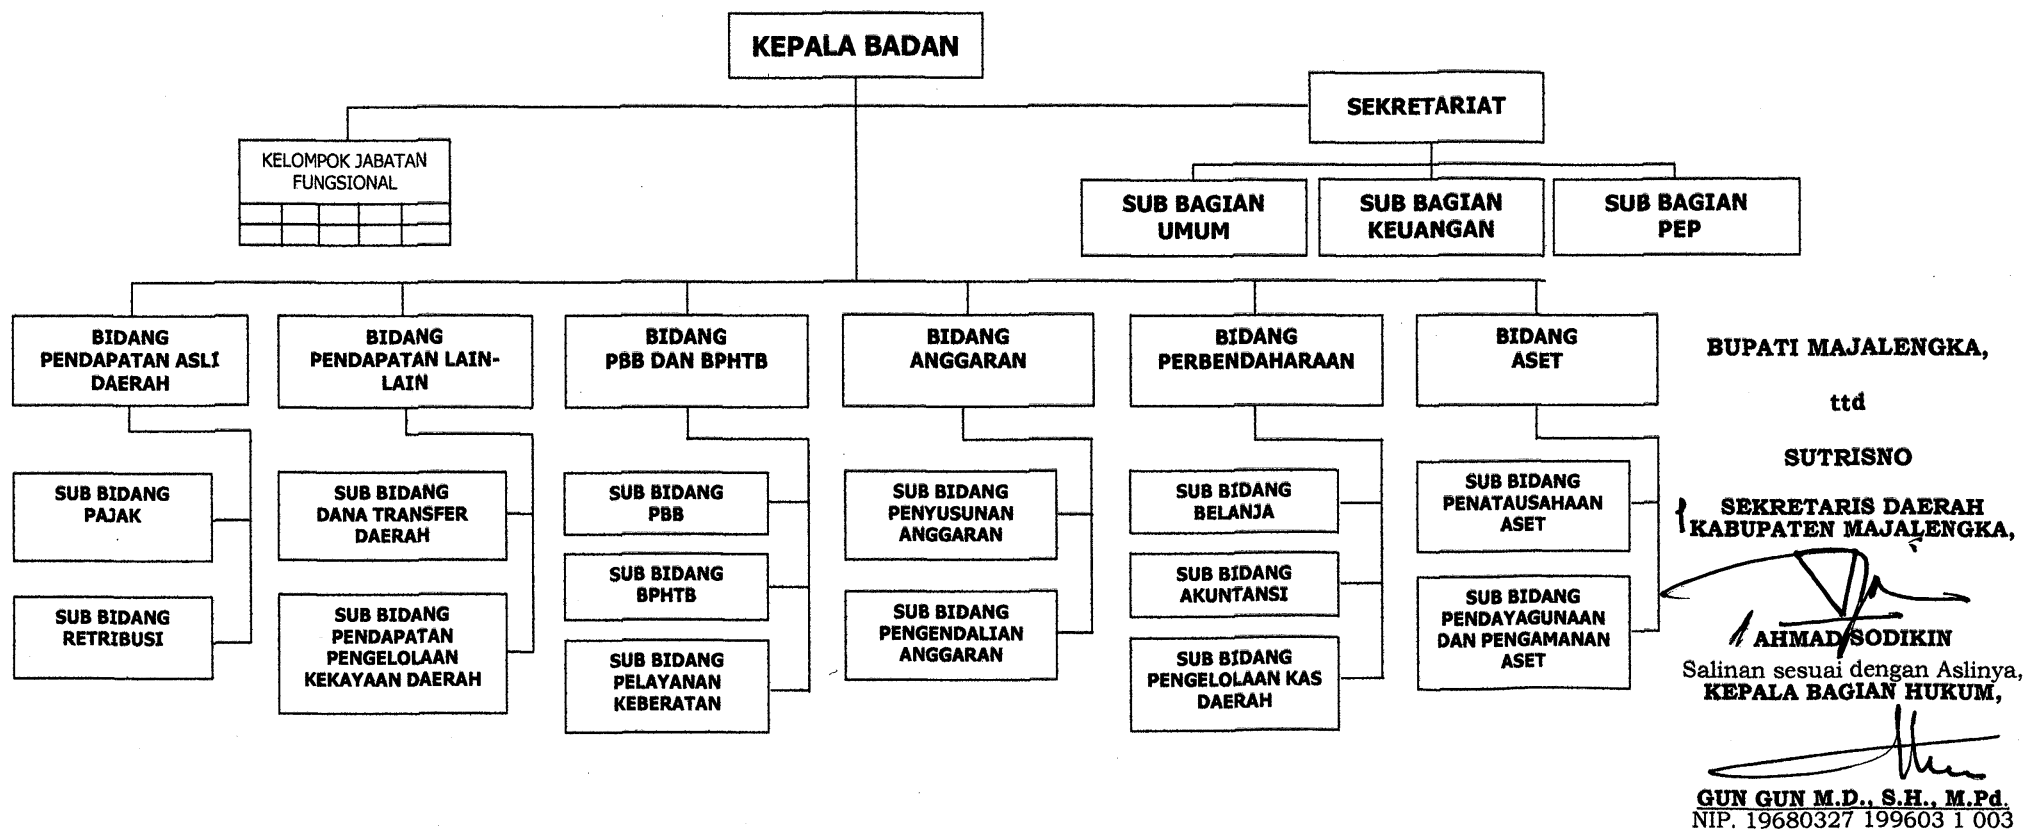 KEPALA BADAN
SEKRETARIAT
KELOMPOK JABATAN
FUNGSIONAL
SUB BAGIAN
UMUM
SUB BAGIAN
KEUANGAN
SUB BAGIAN
PEP
BIDANG
PENDAPATAN ASLI
DAERAH
BIDANG
PENDAPATAN LAIN-
LAIN
BIDANG
PBB DAN BPHTB
BIDANG
ANGGARAN
BIDANG
PERBENDAHARAAN
BIDANG
ASET
SUB BIDANG
PAJAK
SUB BIDANG
RETRIBUSI
SUB BIDANG
DANA TRANSFER
DAERAH
SUB BIDANG
PENDAPATAN
PENGELOLAAN
KEKAYAAN DAERAH
SUB BIDANG
PBB
SUB BIDANG
BPHTB
SUB BIDANG
PELAYANAN
KEBERATAN
SUB BIDANG
PENYUSUNAN
ANGGARAN
SUB BIDANG
PENGENDALIAN
ANGGARAN
SUB BIDANG
BELANJA
SUB BIDANG
AKUNTANSI
SUB BIDANG
PENGELOLAAN KAS
DAERAH
SUB BIDANG
PENATAUSAHAAN
ASET
SUB BIDANG
PENDAYAGUNAAN
DAN PENGAMANAN
ASET
BUPATI MAJALENGKA,
ttd
SUTRISNO
SEKRETARIS DAERAH
KABUPATEN MAJALENGKA,
AHMAD SODIKIN
Salinan sesuai dengan Aslinya,
KEPALA BAGIAN HUKUM,
GUN GUN M.D., S.H., M.Pd.
NIP. 19680327 199603 1 003